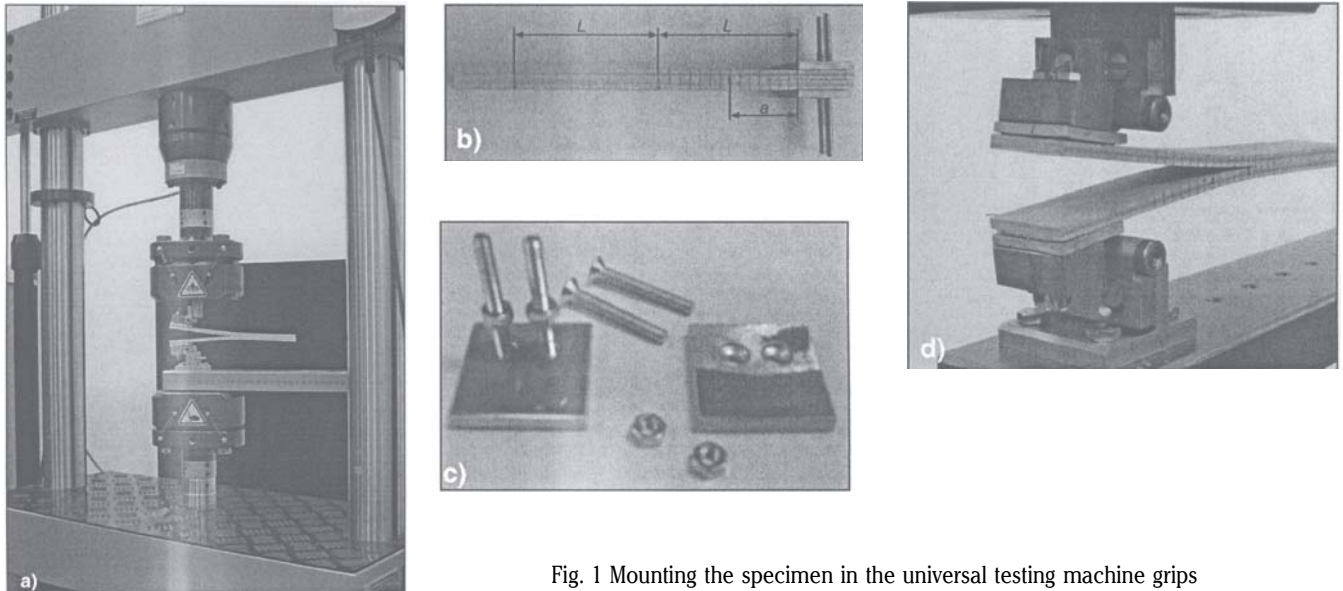 a)
L L
a
b)
c)
d)
Fig. 1 Mounting the specimen in the universal testing machine grips